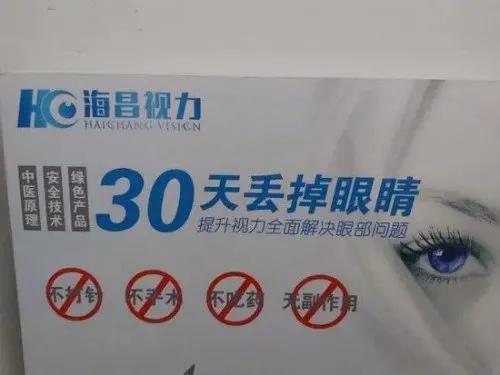 HC 海昌视力
HAICHANG VISION
中医原理
安全技术
绿色产品
30天丢掉眼睛
提升视力全面解决眼部问题
不打针 不手术 不吃药 无副作用